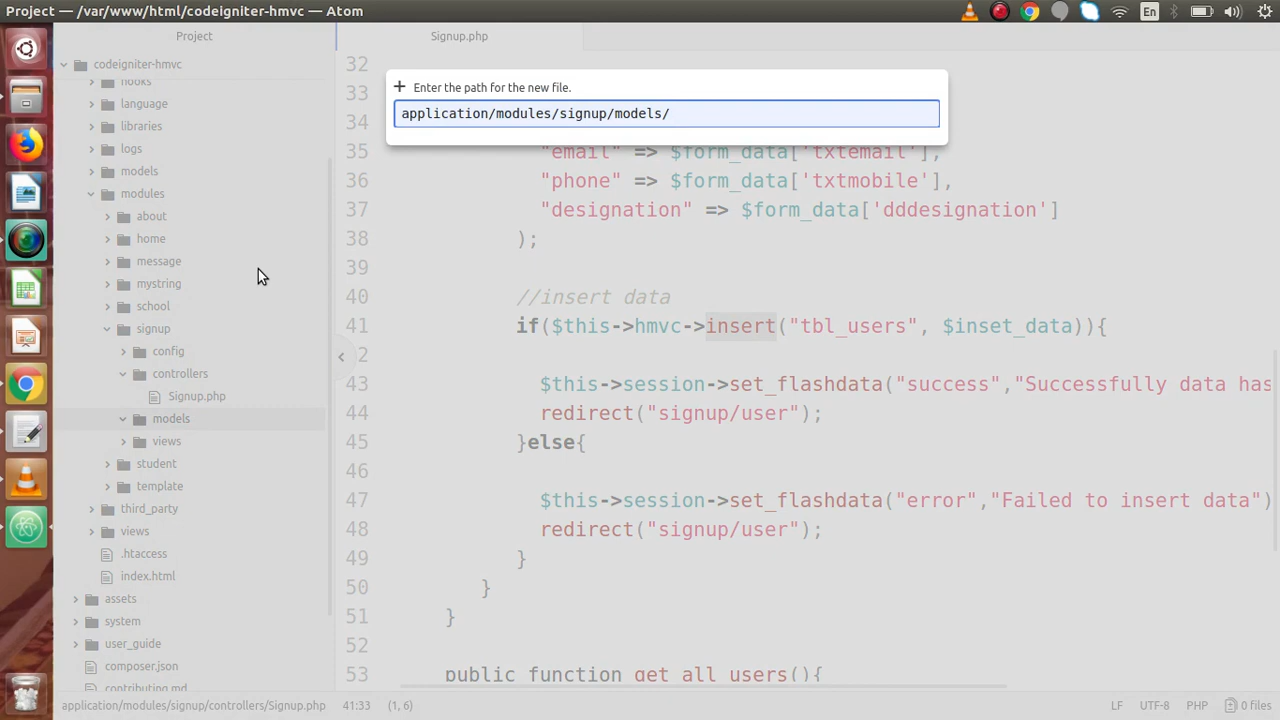 Project — /var/www/html/codeigniter-hmvc — Atom
En
Project
codeigniter-hmvc
hooks
language
libraries
logs
models
modules
about
home
message
mystring
school
signup
config
controllers
Signup.php
models
views
student
template
third_party
views
.htaccess
index.html
assets
system
user_guide
composer.json
contributing.md
Signup.php
Enter the path for the new file.
application/modules/signup/models/
32
33
34
35 "email" => $form_data['txtemail'],
36 "phone" => $form_data['txtmobile'],
37 "designation" => $form_data['dddesignation']
38 );
39
40 //insert data
41 if($this->hmvc->insert("tbl_users", $inset_data)){
42
43 $this->session->set_flashdata("success","Successfully data has
44 redirect("signup/user");
45 }else{
46
47 $this->session->set_flashdata("error","Failed to insert data")
48 redirect("signup/user");
49 }
50 }
51 }
52
53 public function get_all_users(){
application/modules/signup/controllers/Signup.php 41:33 (1, 6) LF UTF-8 PHP 0 files